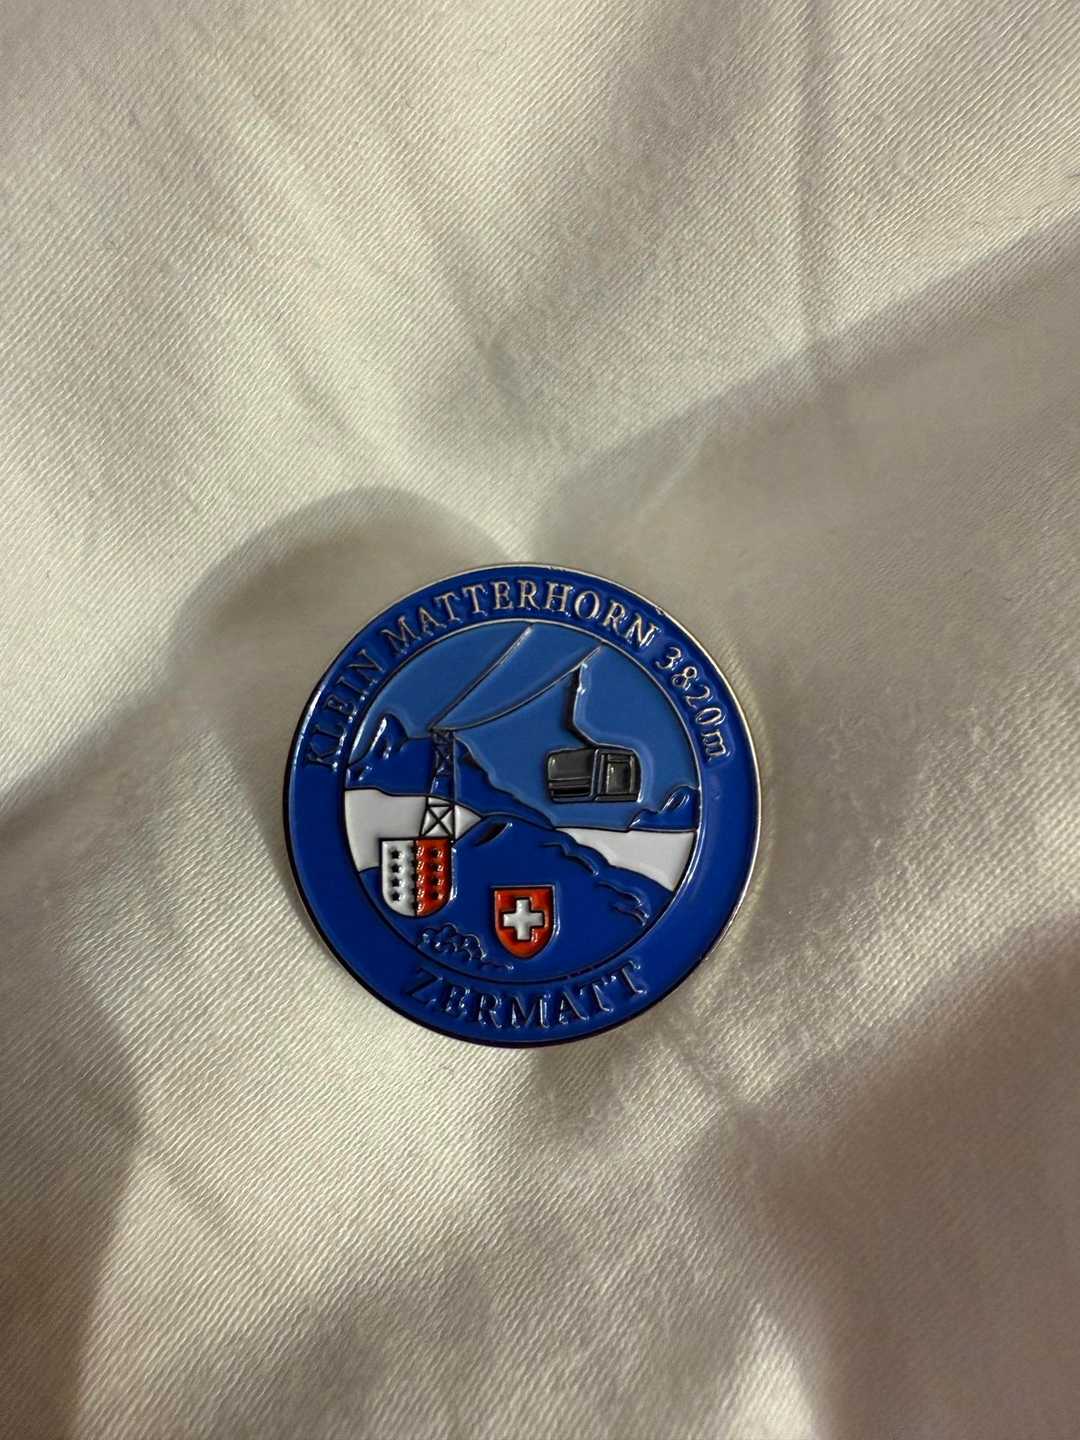 KLEIN MATTERHORN 3820m
ZERMATT